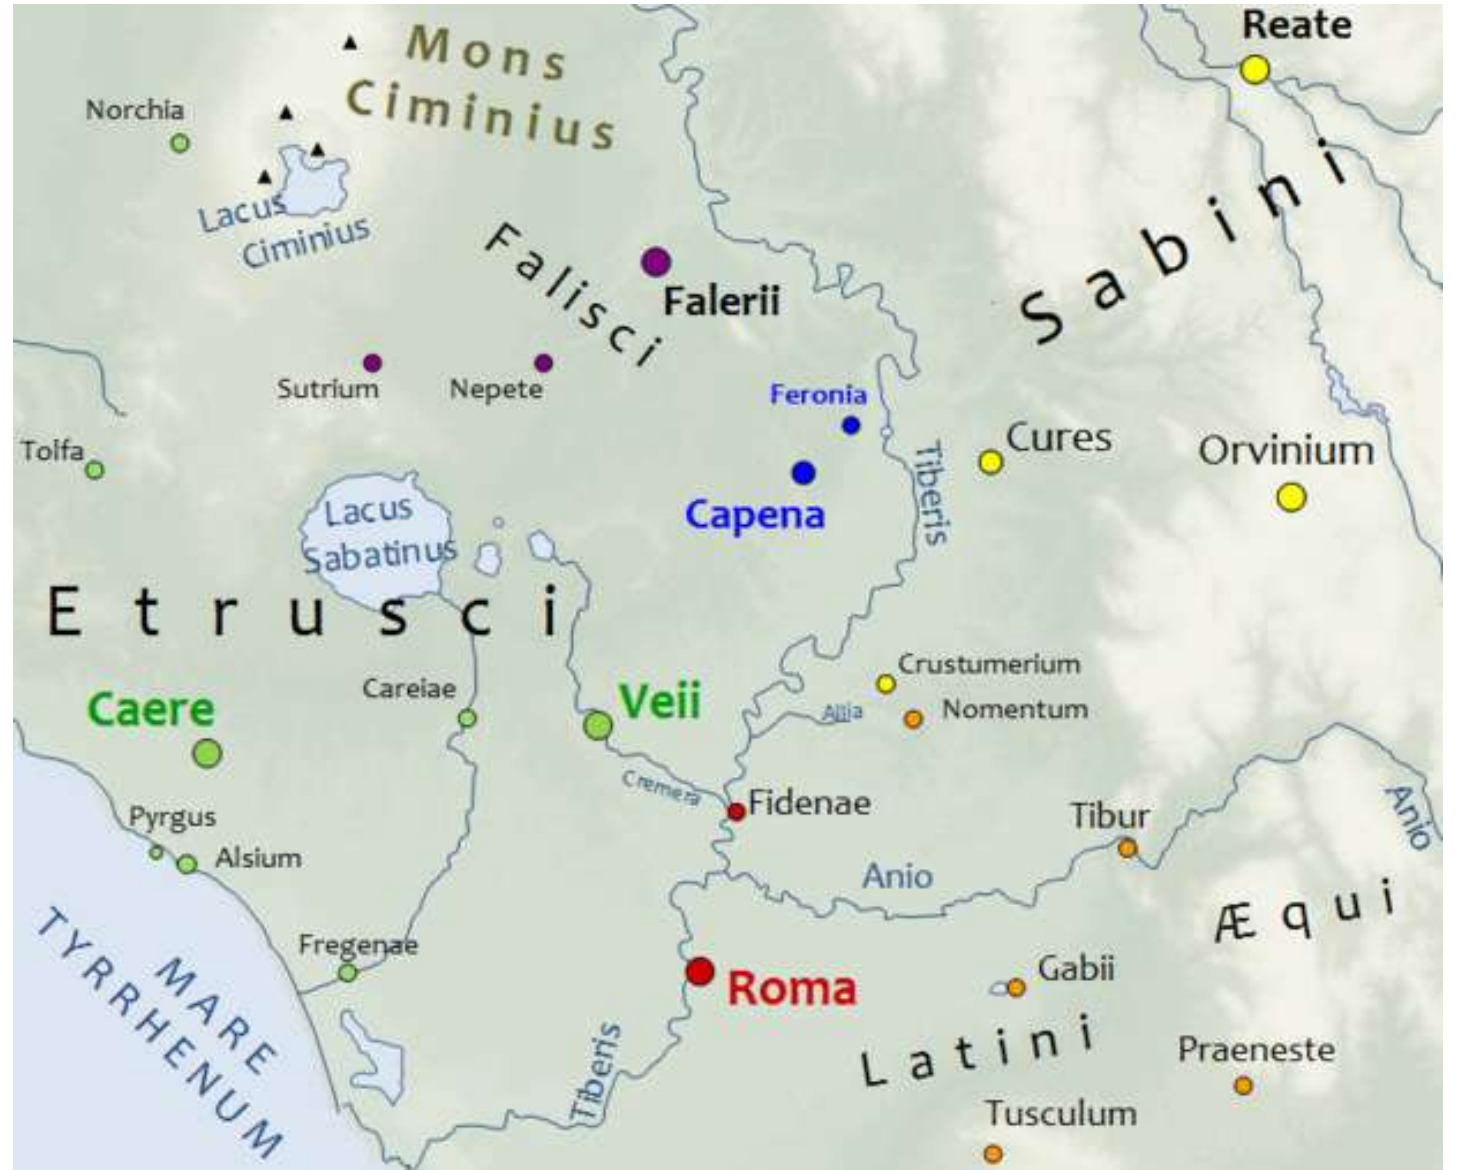 Reate
Mons
Ciminius
Norchia
Lacus
Ciminius
Sabini
Falisci
Falerii
Sutrium
Nepete
Feronia
Cures
Orvinium
Tolfa
Tiberis
Lacus
Sabatinus
Capena
Etrusci
Crustumerium
Careiae
Veii
Caere
Allia
Nomentum
Cremera
Fidenae
Tibur
Anio
Pyrgus
Alsium
Anio
Æqui
Fregenae
MARE
TYRRHENUM
Roma
Gabii
Latini
Praeneste
Tiberis
Tusculum